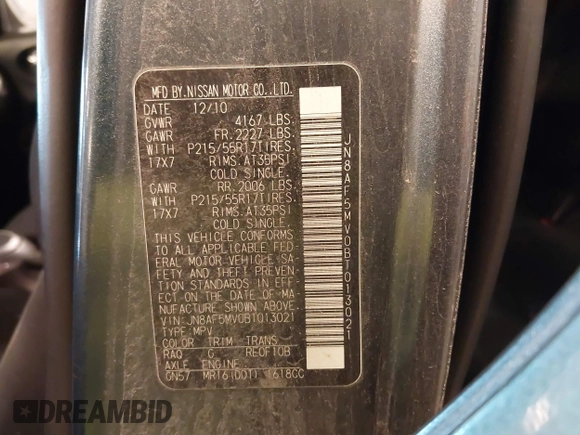 MFD BY.NISSAN MOTOR CO.,LTD.
DATE 12/10
GVWR 4167 LBS.
GAWR FR. 2227 LBS.
WITH P215/55R17TIRES.
17X7 RIMS.AT35PSI
COLD SINGLE.
GAWR RR. 2006 LBS.
WITH P215/55R17TIRES.
17X7 RIMS.AT35PSI
COLD SINGLE.
THIS VEHICLE CONFORMS
TO ALL APPLICABLE FED
ERAL MOTOR VEHICLE SA-
FETY AND THEFT PREVEN-
TION STANDARDS IN EFF-
ECT ON THE DATE OF MA-
NUFACTURE SHOWN ABOVE.
VIN:JN8AF5MV0BT013021
TYPE:MPV
COLOR TRIM TRANS
RAQ G RE0F10B
AXLE ENGINE
GN57 MR16(DDT) 1618CC
JN8AF5MV0BT013021
DREAMBID